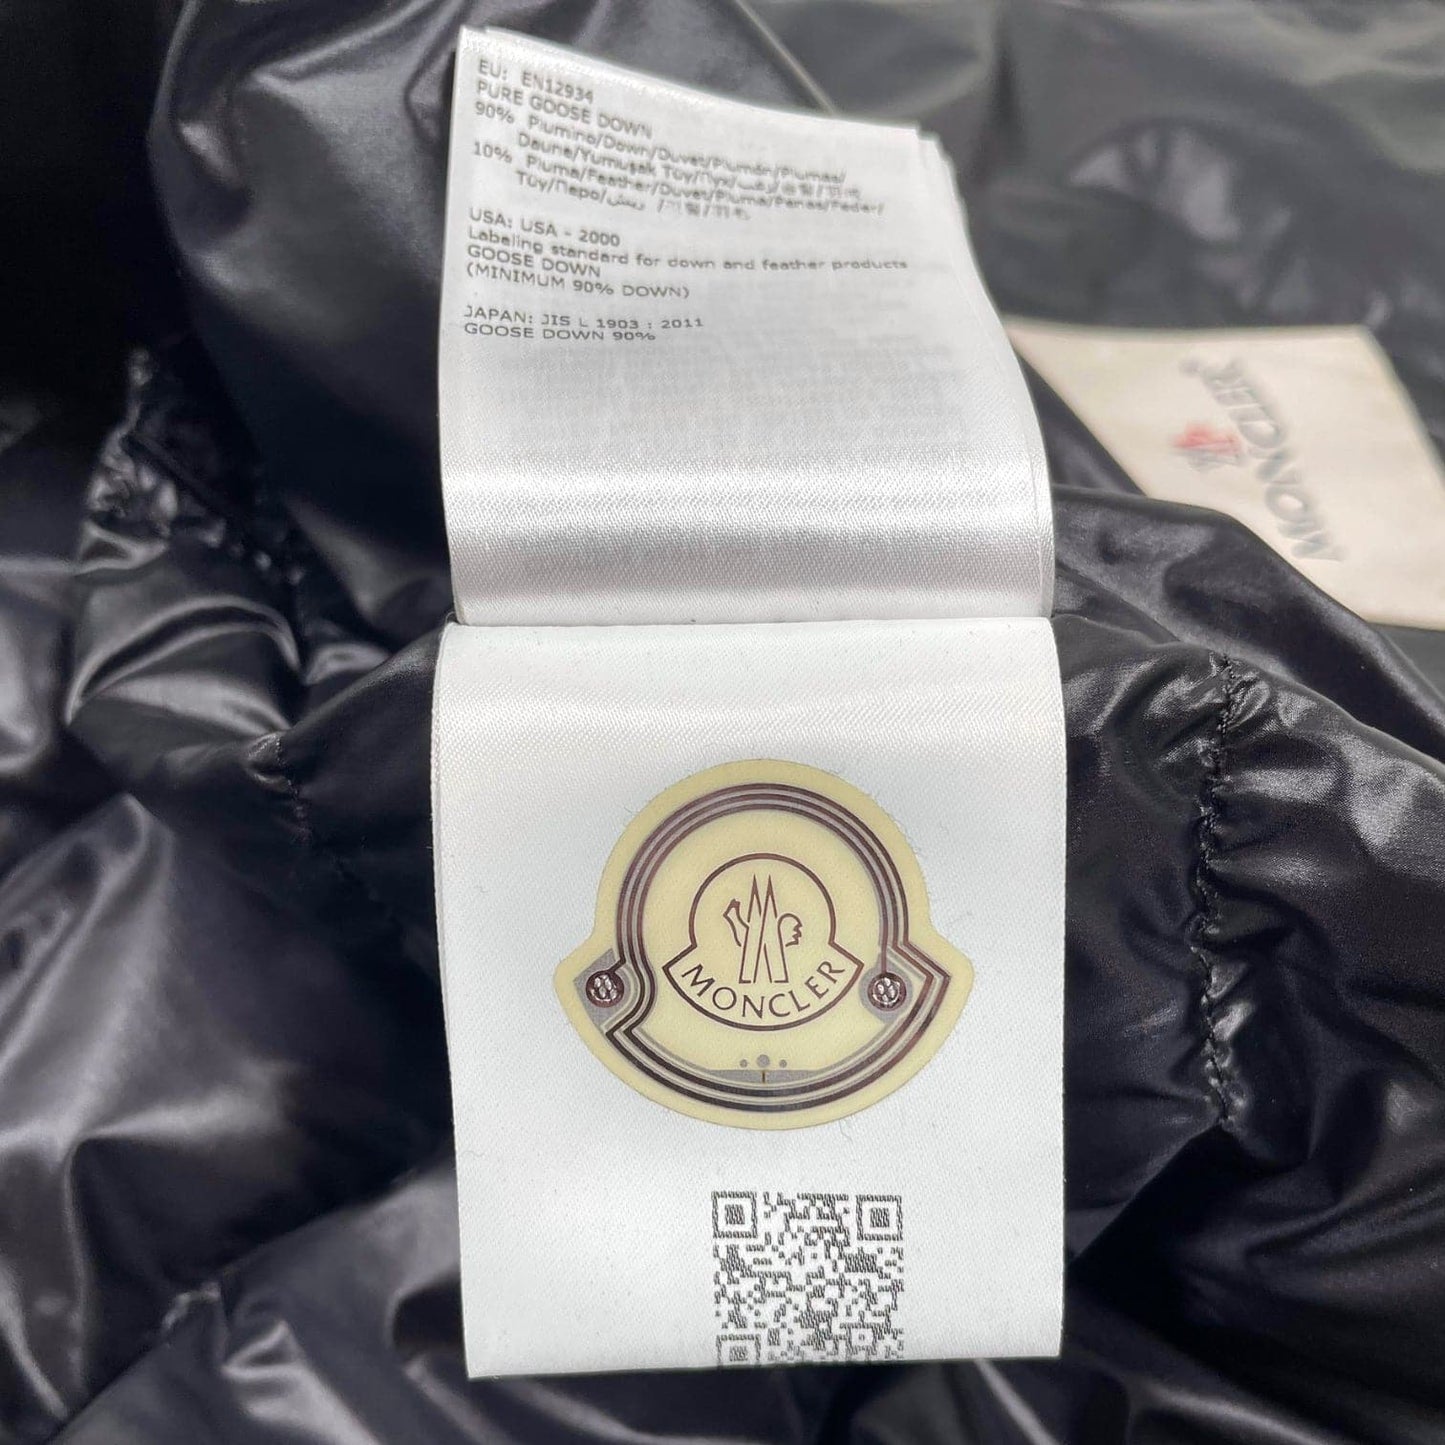 EU: EN12934
PURE GOOSE DOWN
90% Piumino/Down/Duvet/Plumón/Plumas/
Daune/Yumuşak Tüy/Пух/
10% Piuma/Feather/Duvet/Pluma/Penas/Feder/
Tüy/Перо/ريش/
USA: USA - 2000
Labeling standard for down and feather products
GOOSE DOWN
(MINIMUM 90% DOWN)
JAPAN: JIS L 1903 : 2011
GOOSE DOWN 90%
MONCLER
MONCLER